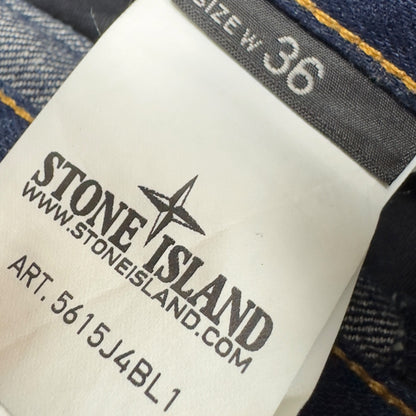 SIZE W 36
STONE ISLAND
WWW.STONEISLAND.COM
ART. 5615J4BL1